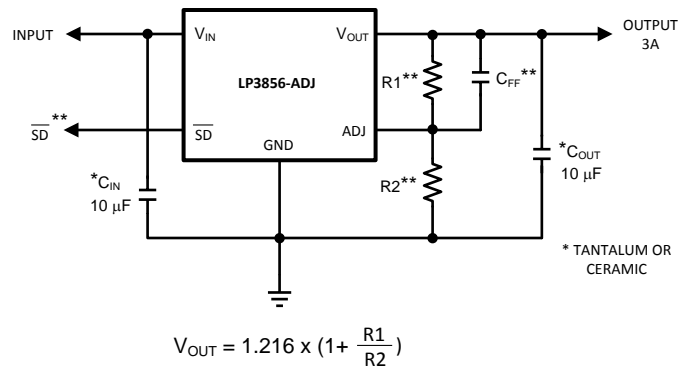 INPUT
V_IN
V_OUT
OUTPUT
3A
LP3856-ADJ
R1**
C_FF**
SD**
SD
ADJ
GND
*C_IN
10 μF
R2**
*C_OUT
10 μF
* TANTALUM OR
CERAMIC
V_OUT = 1.216 x (1+ R1/R2)